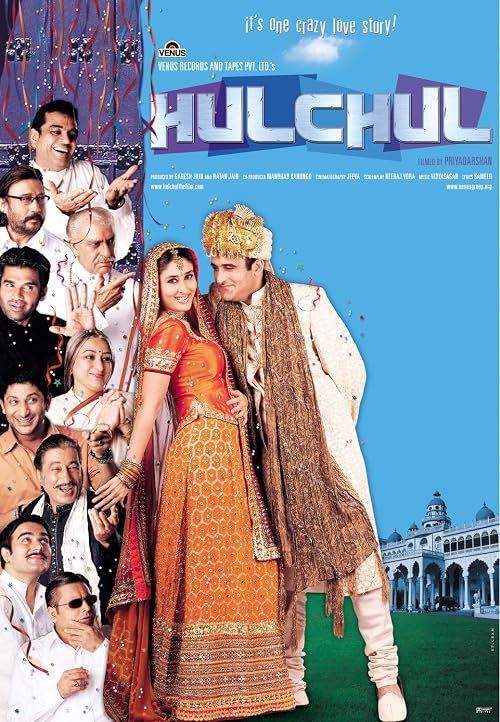 it's one crazy love story!
VENUS
VENUS RECORDS AND TAPES PVT. LTD.'s
HULCHUL
FILMED BY PRIYADARSHAN
PRODUCED BY GANESH JAIN AND RATAN JAIN CO-PRODUCER MANOHAR KANUNGO CINEMATOGRAPHY JEEVA SCREENPLAY NEERAJ VORA MUSIC VIDYASAGAR LYRICS SAMEER
www.hulchulthefilm.com www.venusgroup.net